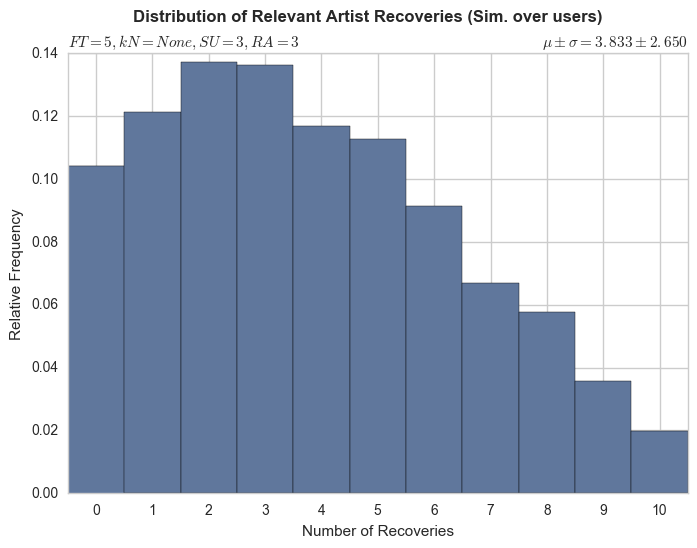 Distribution of Relevant Artist Recoveries (Sim. over users)
FT = 5, kN = None, SU = 3, RA = 3
μ ± σ = 3.833 ± 2.650
0.14
0.12
0.10
0.08
0.06
0.04
0.02
0.00
Relative Frequency
0 1 2 3 4 5 6 7 8 9 10
Number of Recoveries